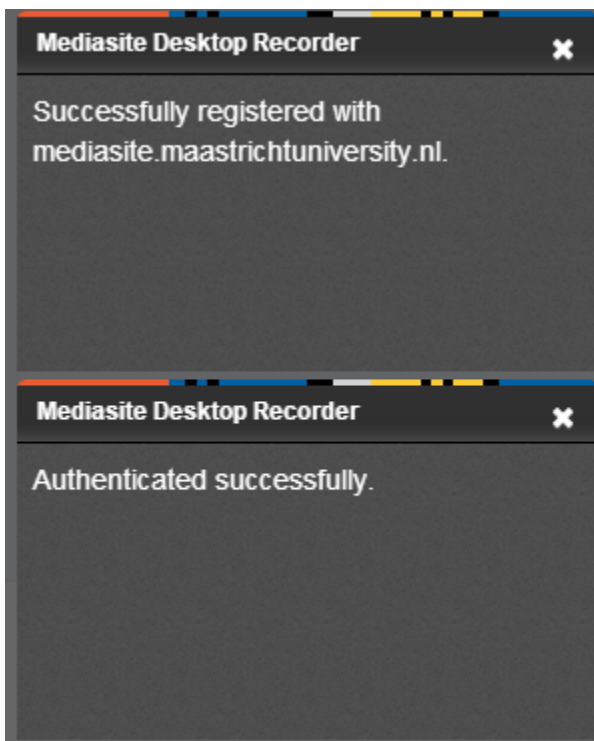 Mediasite Desktop Recorder
Successfully registered with
mediasite.maastrichtuniversity.nl.
Mediasite Desktop Recorder
Authenticated successfully.